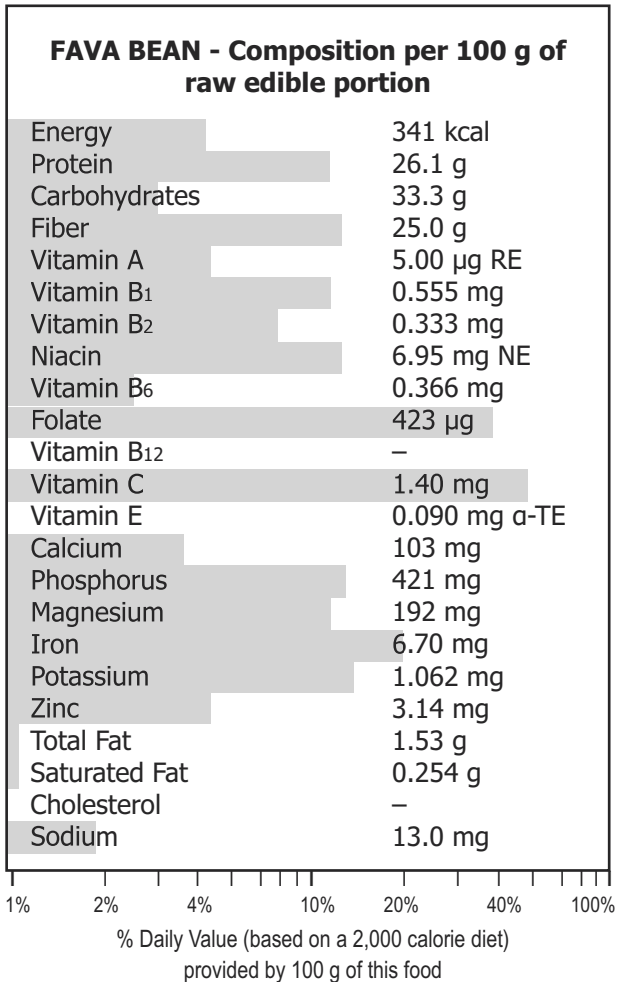 FAVA BEAN - Composition per 100 g of
raw edible portion
Energy 341 kcal
Protein 26.1 g
Carbohydrates 33.3 g
Fiber 25.0 g
Vitamin A 5.00 µg RE
Vitamin B1 0.555 mg
Vitamin B2 0.333 mg
Niacin 6.95 mg NE
Vitamin B6 0.366 mg
Folate 423 µg
Vitamin B12 –
Vitamin C 1.40 mg
Vitamin E 0.090 mg α-TE
Calcium 103 mg
Phosphorus 421 mg
Magnesium 192 mg
Iron 6.70 mg
Potassium 1.062 mg
Zinc 3.14 mg
Total Fat 1.53 g
Saturated Fat 0.254 g
Cholesterol –
Sodium 13.0 mg
1% 2% 4% 10% 20% 40% 100%
% Daily Value (based on a 2,000 calorie diet)
provided by 100 g of this food